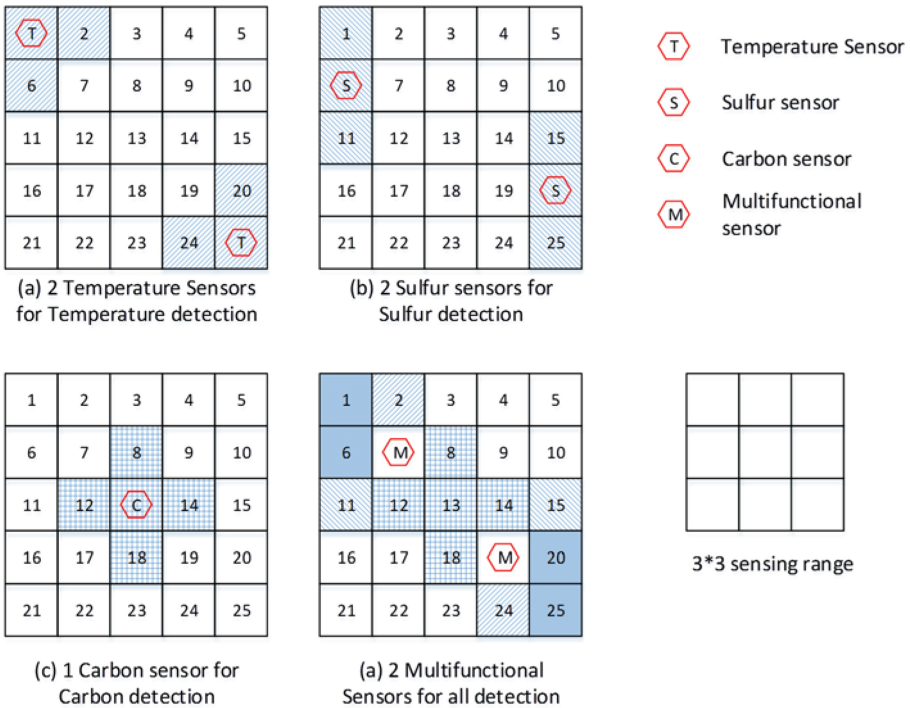 T 2 3 4 5
6 7 8 9 10
11 12 13 14 15
16 17 18 19 20
21 22 23 24 T
(a) 2 Temperature Sensors
for Temperature detection
1 2 3 4 5
S 7 8 9 10
11 12 13 14 15
16 17 18 19 S
21 22 23 24 25
(b) 2 Sulfur sensors for
Sulfur detection
T Temperature Sensor
S Sulfur sensor
C Carbon sensor
M Multifunctional
sensor
1 2 3 4 5
6 7 8 9 10
11 12 C 14 15
16 17 18 19 20
21 22 23 24 25
(c) 1 Carbon sensor for
Carbon detection
1 2 3 4 5
6 M 8 9 10
11 12 13 14 15
16 17 18 M 20
21 22 23 24 25
(a) 2 Multifunctional
Sensors for all detection
3*3 sensing range